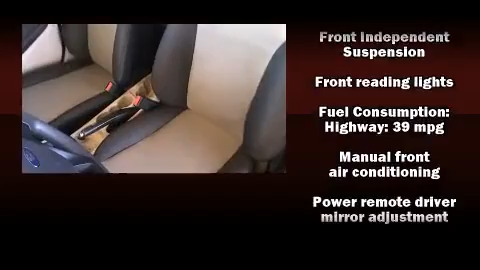 Front Independent
Suspension
Front reading lights
Fuel Consumption:
Highway: 39 mpg
Manual front
air conditioning
Power remote driver
mirror adjustment